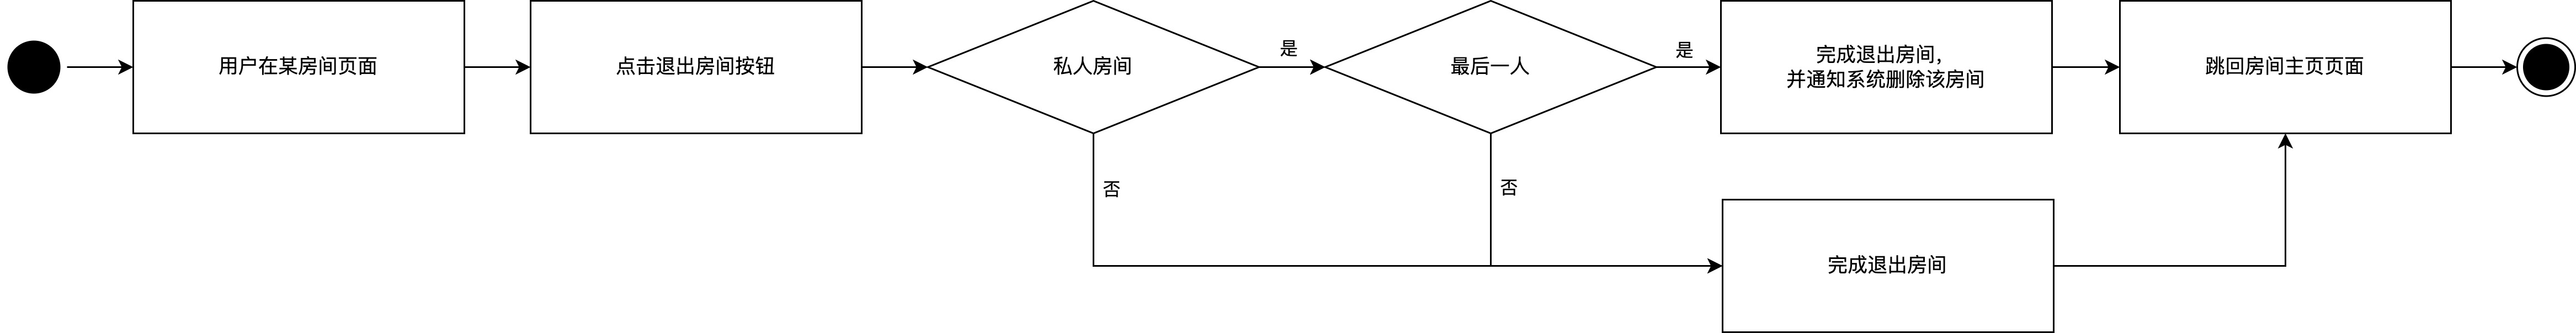 用户在某房间页面
点击退出房间按钮
私人房间
是
最后一人
是
完成退出房间,
并通知系统删除该房间
跳回房间主页页面
否
否
完成退出房间